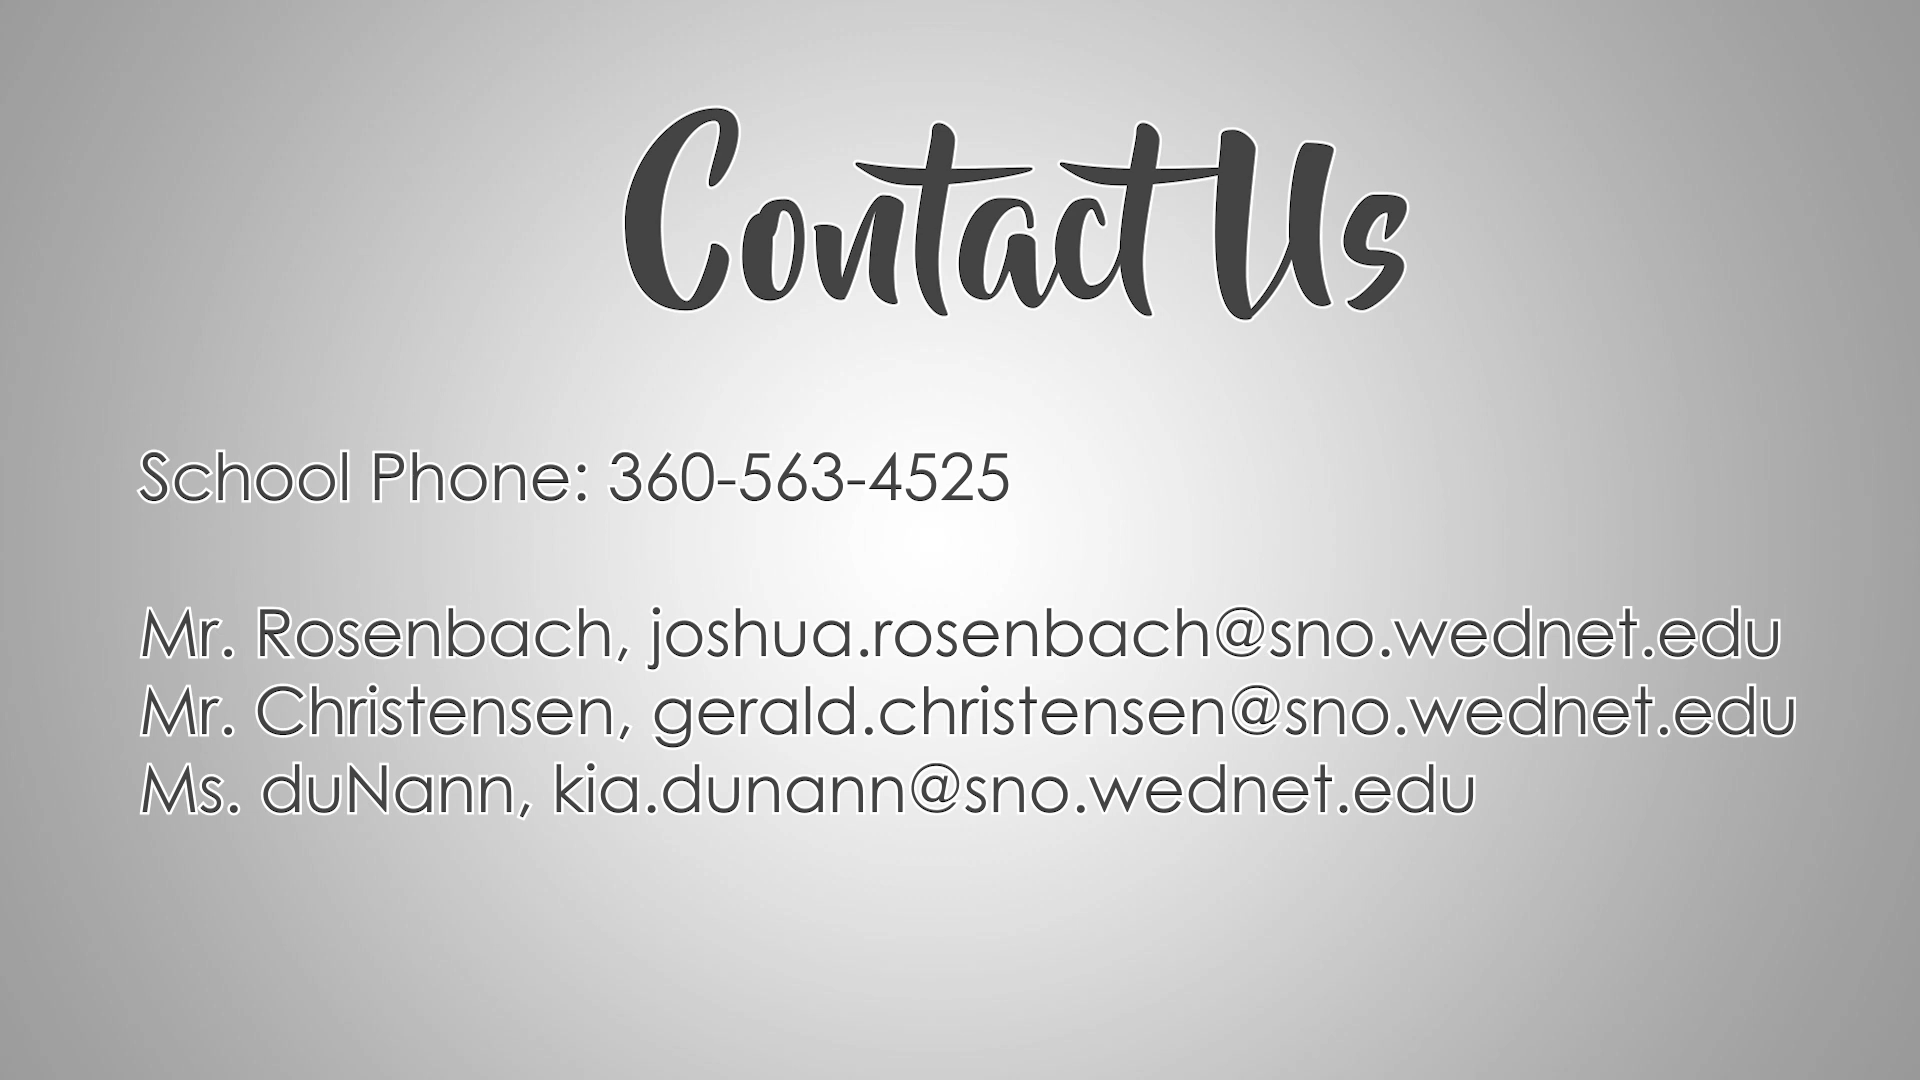 Contact Us
School Phone: 360-563-4525
Mr. Rosenbach, joshua.rosenbach@sno.wednet.edu
Mr. Christensen, gerald.christensen@sno.wednet.edu
Ms. duNann, kia.dunann@sno.wednet.edu